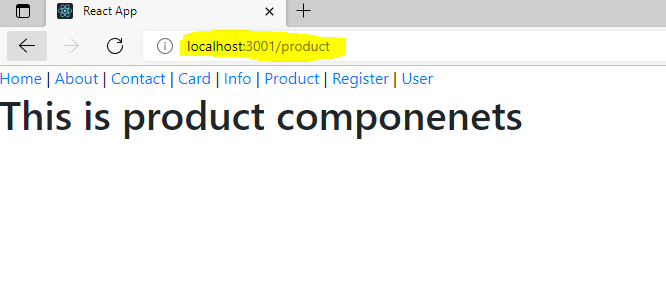 React App
localhost:3001/product
Home | About | Contact | Card | Info | Product | Register | User
This is product componenets